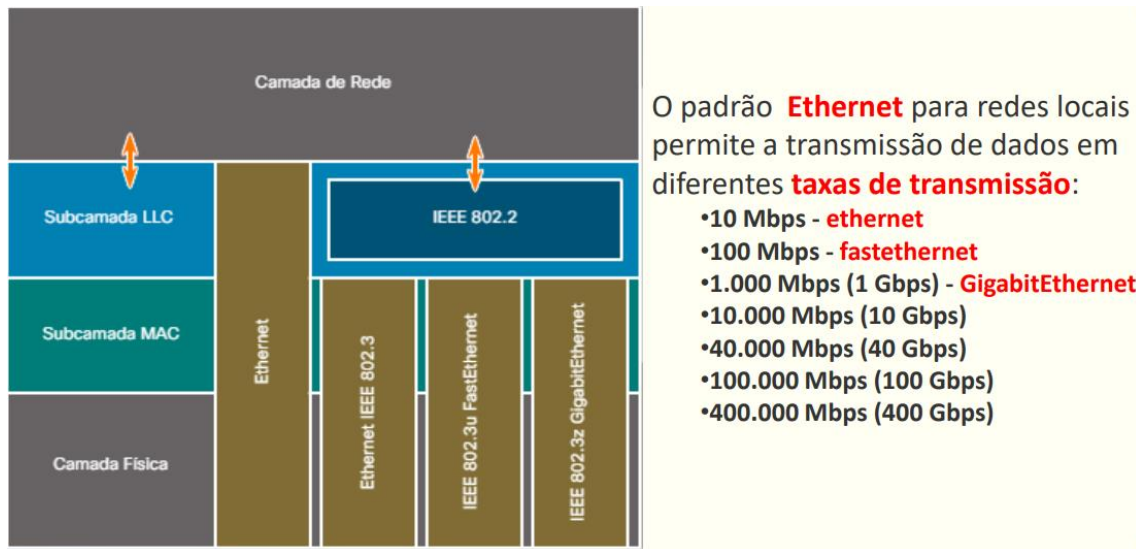 Camada de Rede
Subcamada LLC
IEEE 802.2
Subcamada MAC
Camada Física
Ethernet
Ethernet IEEE 802.3
IEEE 802.3u FastEthernet
IEEE 802.3z GigabitEthernet
O padrão Ethernet para redes locais
permite a transmissão de dados em
diferentes taxas de transmissão:
•10 Mbps - ethernet
•100 Mbps - fastethernet
•1.000 Mbps (1 Gbps) - GigabitEthernet
•10.000 Mbps (10 Gbps)
•40.000 Mbps (40 Gbps)
•100.000 Mbps (100 Gbps)
•400.000 Mbps (400 Gbps)